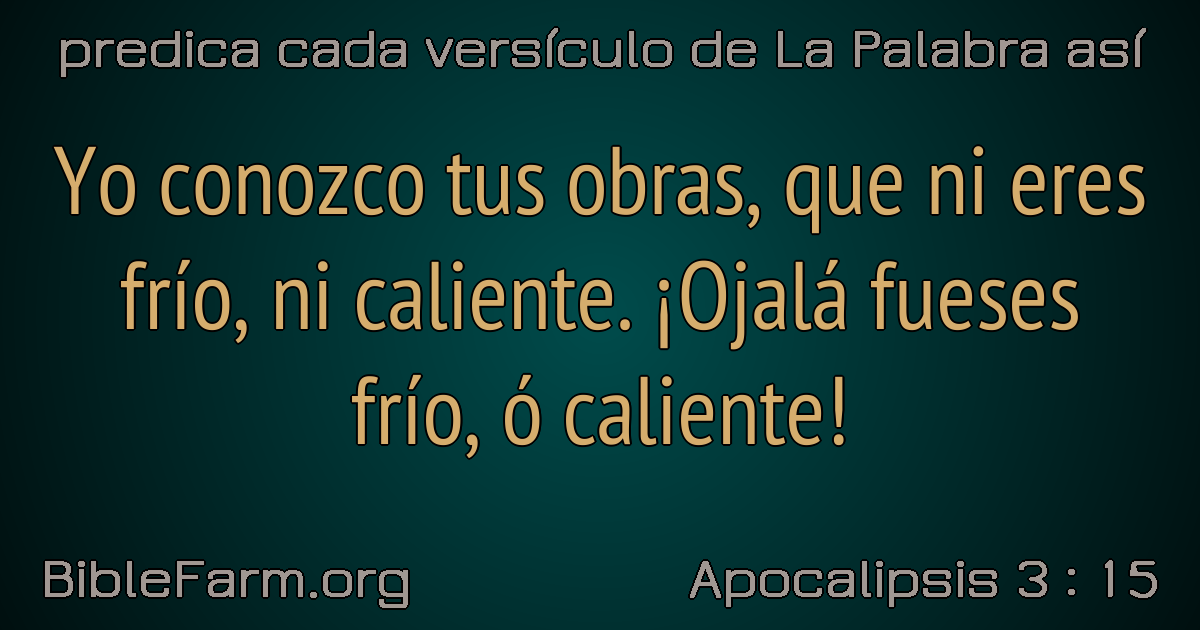 predica cada versículo de La Palabra así
Yo conozco tus obras, que ni eres
frío, ni caliente. ¡Ojalá fueses
frío, ó caliente!
BibleFarm.org
Apocalipsis 3 : 15